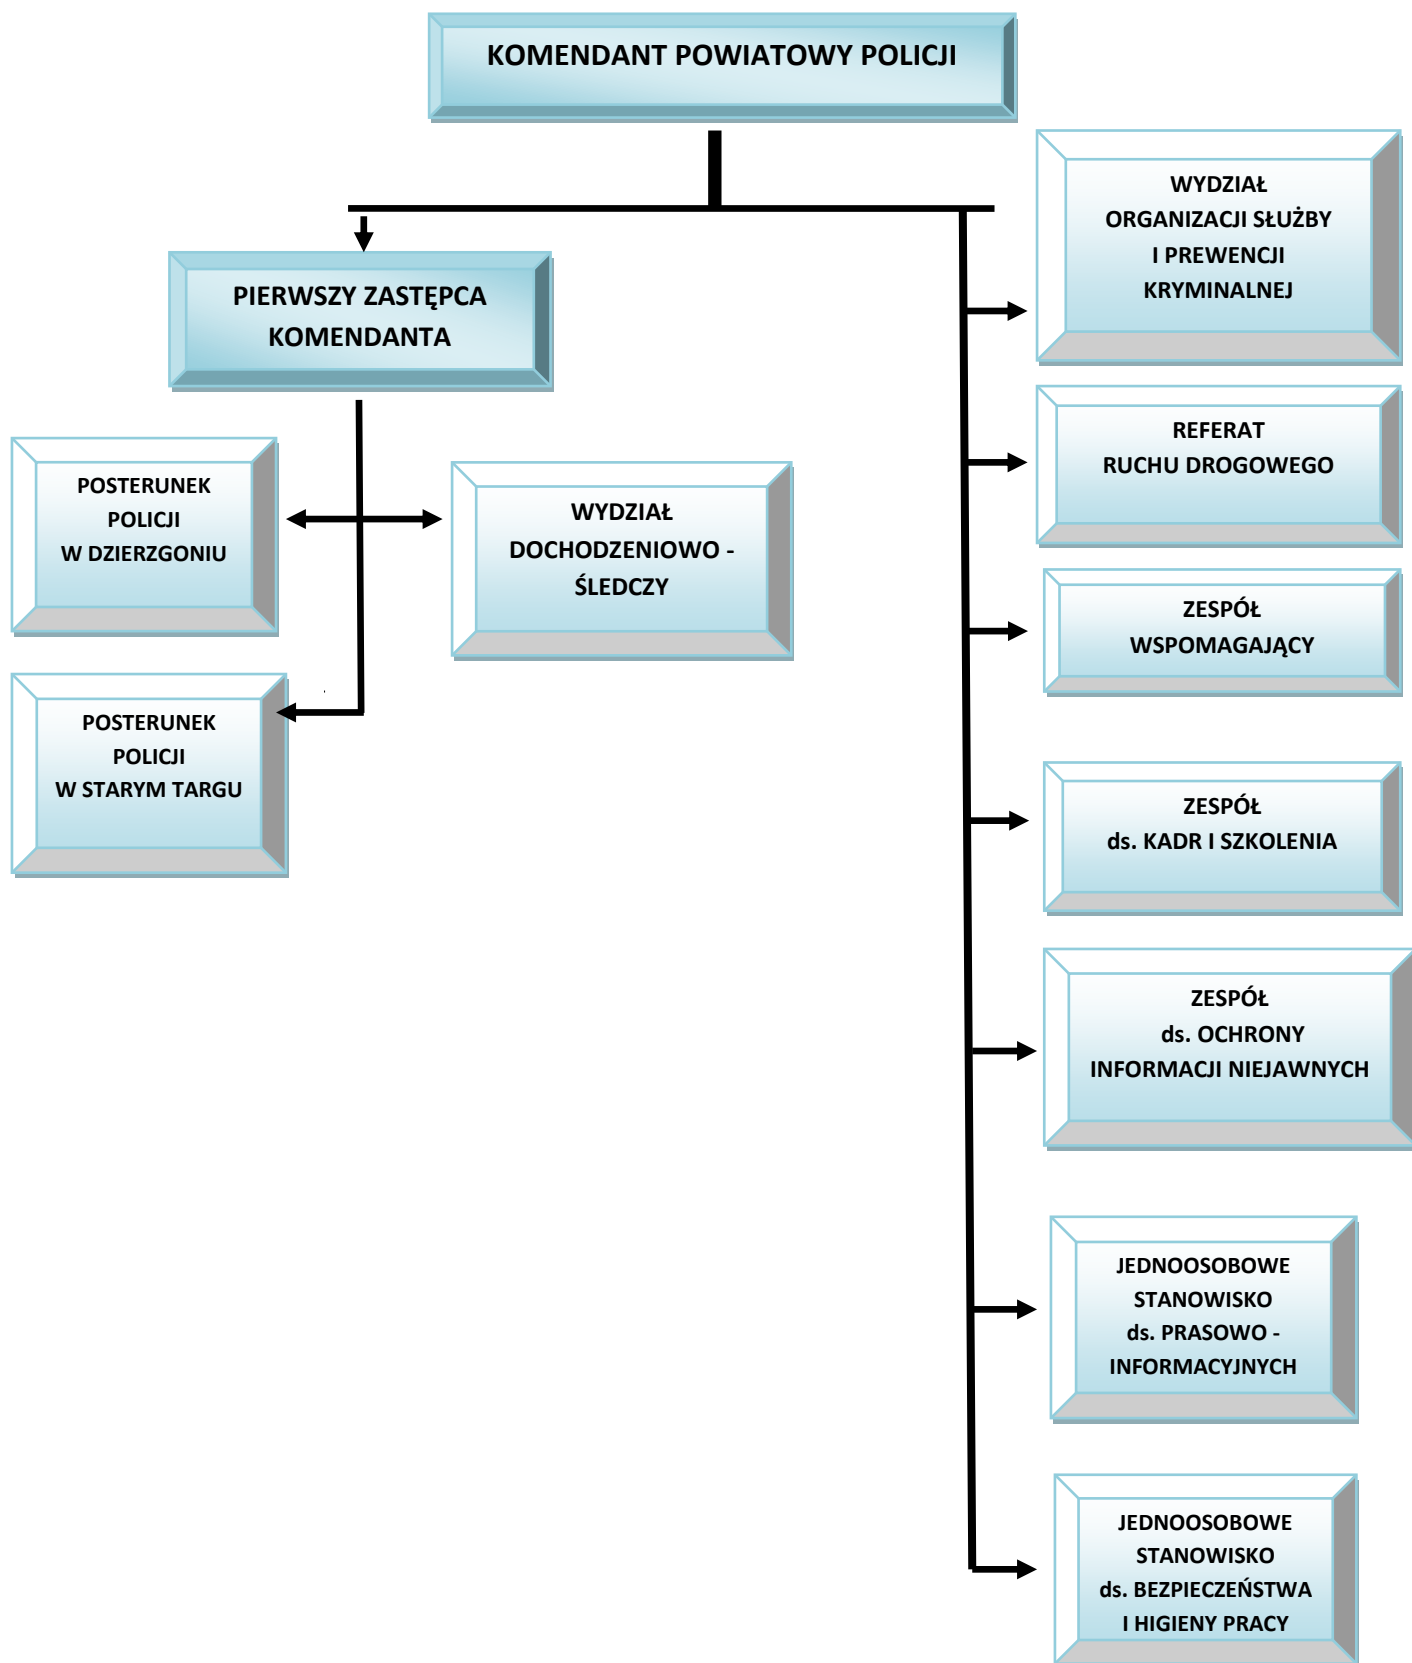 KOMENDANT POWIATOWY POLICJI
PIERWSZY ZASTĘPCA
KOMENDANTA
POSTERUNEK
POLICJI
W DZIERZGONIU
WYDZIAŁ
DOCHODZENIOWO -
ŚLEDCZY
POSTERUNEK
POLICJI
W STARYM TARGU
WYDZIAŁ
ORGANIZACJI SŁUŻBY
I PREWENCJI
KRYMINALNEJ
REFERAT
RUCHU DROGOWEGO
ZESPÓŁ
WSPOMAGAJĄCY
ZESPÓŁ
ds. KADR I SZKOLENIA
ZESPÓŁ
ds. OCHRONY
INFORMACJI NIEJAWNYCH
JEDNOOSOBOWE
STANOWISKO
ds. PRASOWO -
INFORMACYJNYCH
JEDNOOSOBOWE
STANOWISKO
ds. BEZPIECZEŃSTWA
I HIGIENY PRACY